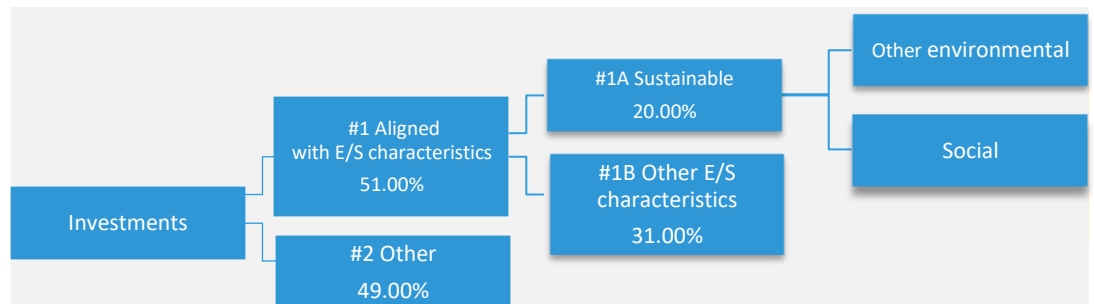 Investments
#1 Aligned
with E/S characteristics
51.00%
#2 Other
49.00%
#1A Sustainable
20.00%
#1B Other E/S
characteristics
31.00%
Other environmental
Social